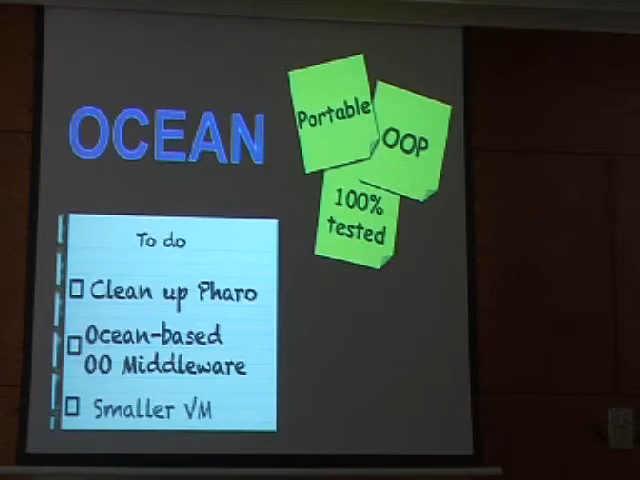 OCEAN
Portable
OOP
100%
tested
To do
Clean up Pharo
Ocean-based
OO Middleware
Smaller VM